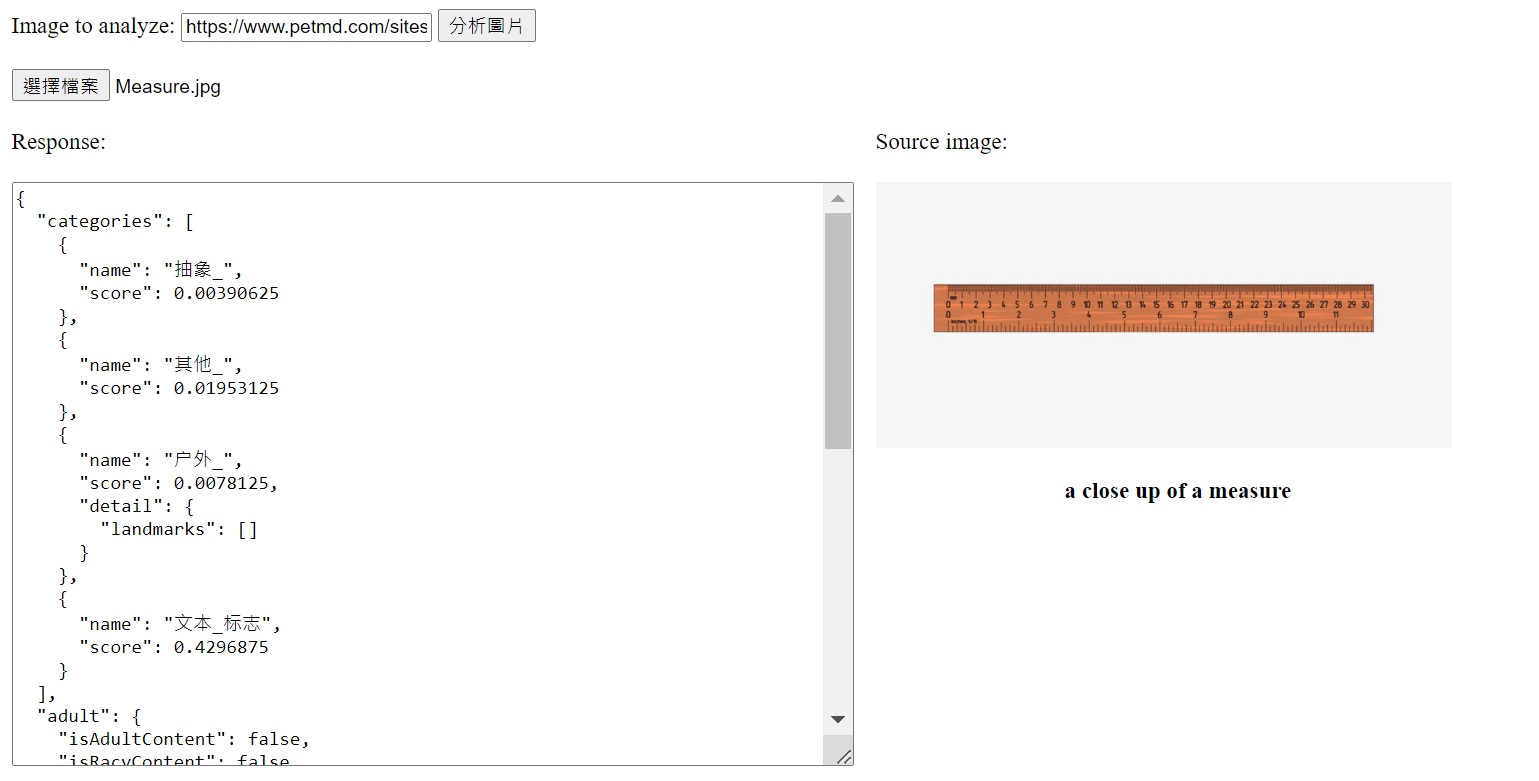 Image to analyze: https://www.petmd.com/sites 分析圖片
選擇檔案 Measure.jpg
Response:
{
  "categories": [
    {
      "name": "抽象_",
      "score": 0.00390625
    },
    {
      "name": "其他_",
      "score": 0.01953125
    },
    {
      "name": "户外_",
      "score": 0.0078125,
      "detail": {
        "landmarks": []
      }
    },
    {
      "name": "文本_标志",
      "score": 0.4296875
    }
  ],
  "adult": {
    "isAdultContent": false,
    "isRacyContent": false
Source image:
0 1 2 3 4 5 6 7 8 9 10 11 12 13 14 15 16 17 18 19 20 21 22 23 24 25 26 27 28 29 30
0 1 2 3 4 5 6 7 8 9 10 11
inches, 1/8
a close up of a measure